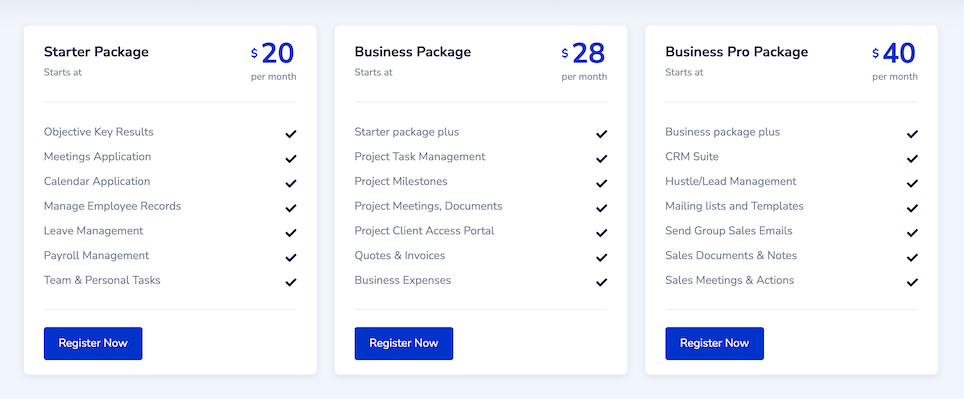 Starter Package
Starts at
$ 20
per month
Objective Key Results
Meetings Application
Calendar Application
Manage Employee Records
Leave Management
Payroll Management
Team & Personal Tasks
Register Now
Business Package
Starts at
$ 28
per month
Starter package plus
Project Task Management
Project Milestones
Project Meetings, Documents
Project Client Access Portal
Quotes & Invoices
Business Expenses
Register Now
Business Pro Package
Starts at
$ 40
per month
Business package plus
CRM Suite
Hustle/Lead Management
Mailing lists and Templates
Send Group Sales Emails
Sales Documents & Notes
Sales Meetings & Actions
Register Now